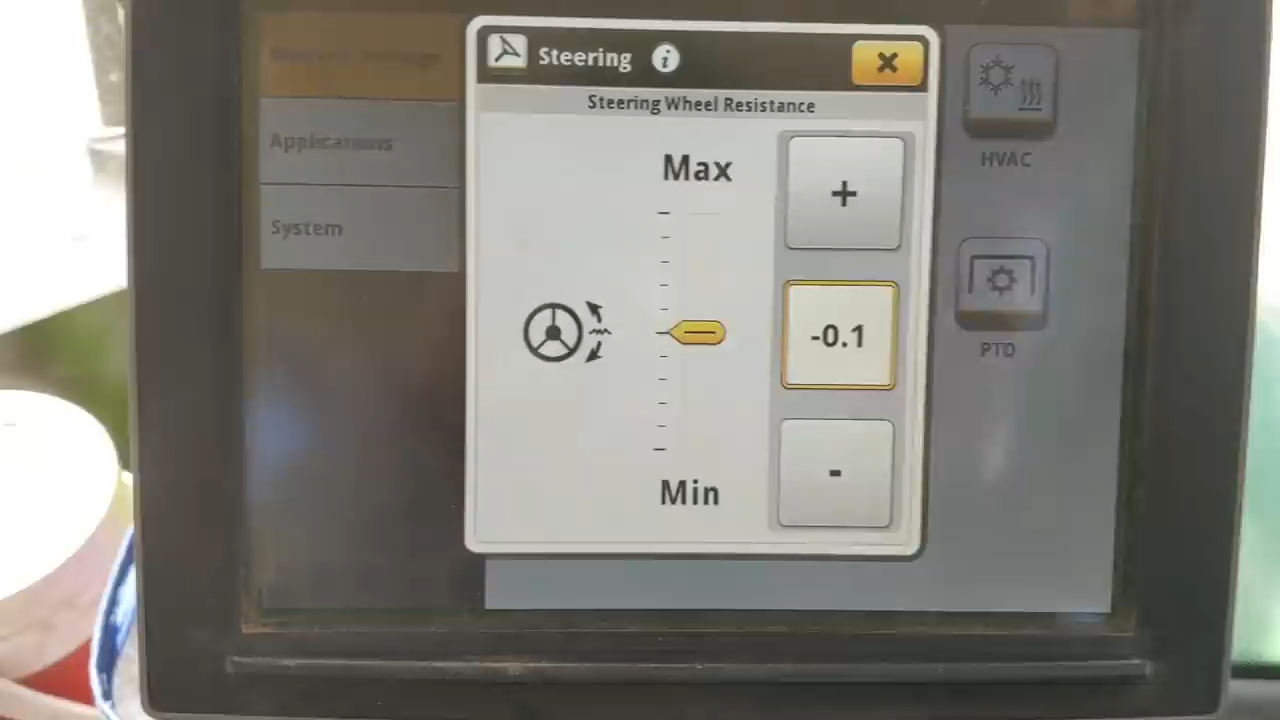 Steering
Steering Wheel Resistance
Max
+
-0.1
-
Min
Applications
System
HVAC
PTO